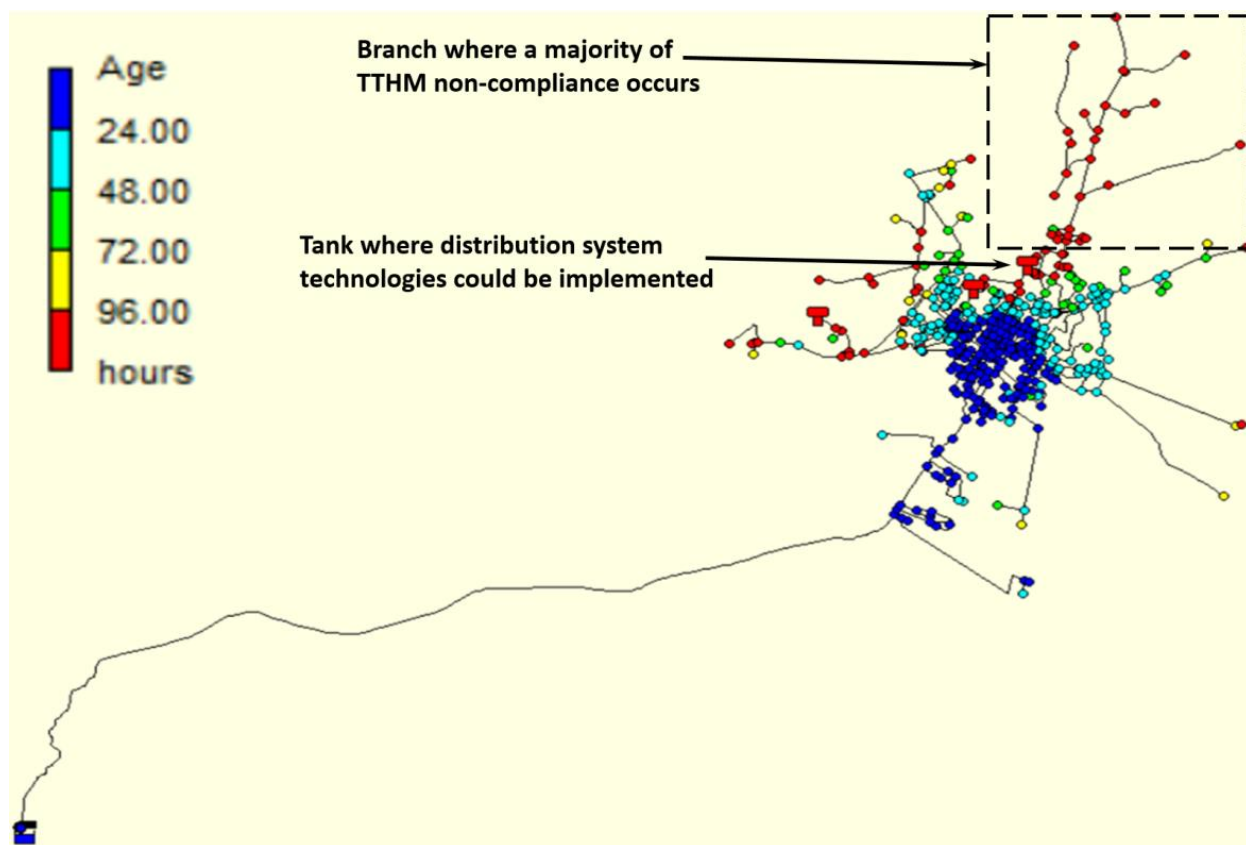 Branch where a majority of
TTHM non-compliance occurs
Age
24.00
48.00
72.00
96.00
hours
Tank where distribution system
technologies could be implemented